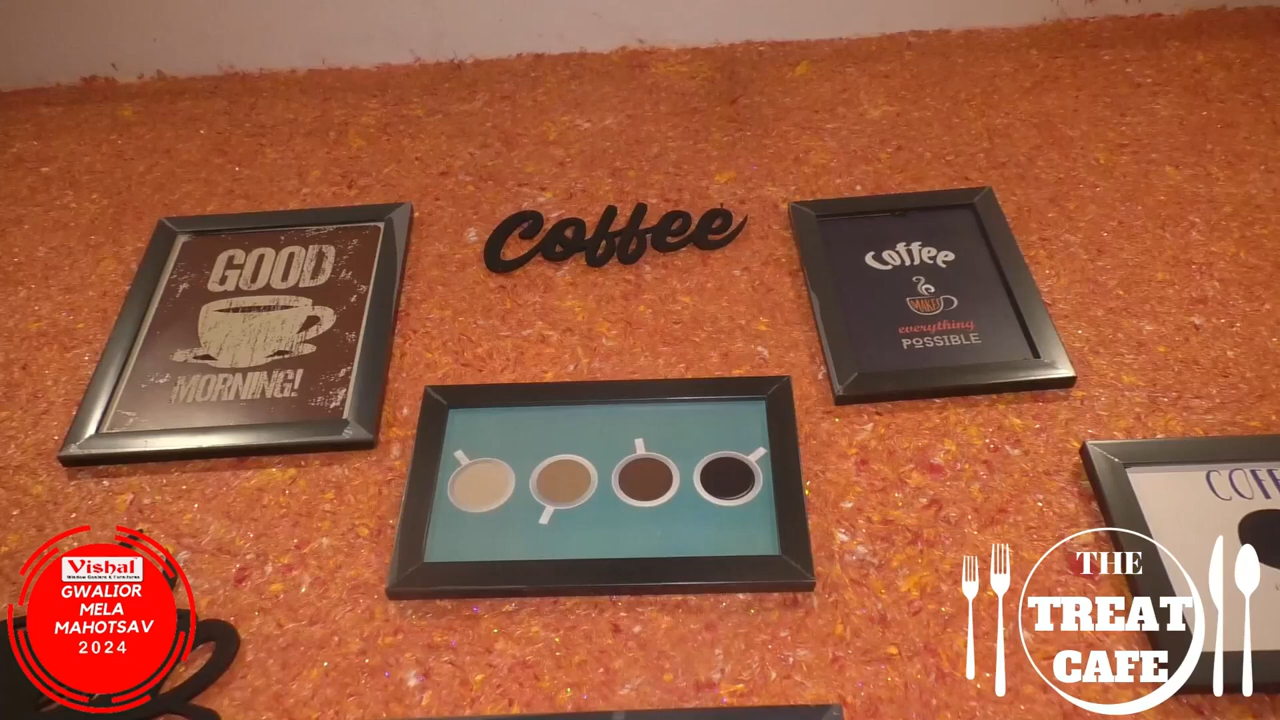 Coffee
GOOD
MORNING!
Coffee
MAKES
everything
POSSIBLE
Vishal
GWALIOR
MELA
MAHOTSAV
2024
THE
TREAT
CAFE